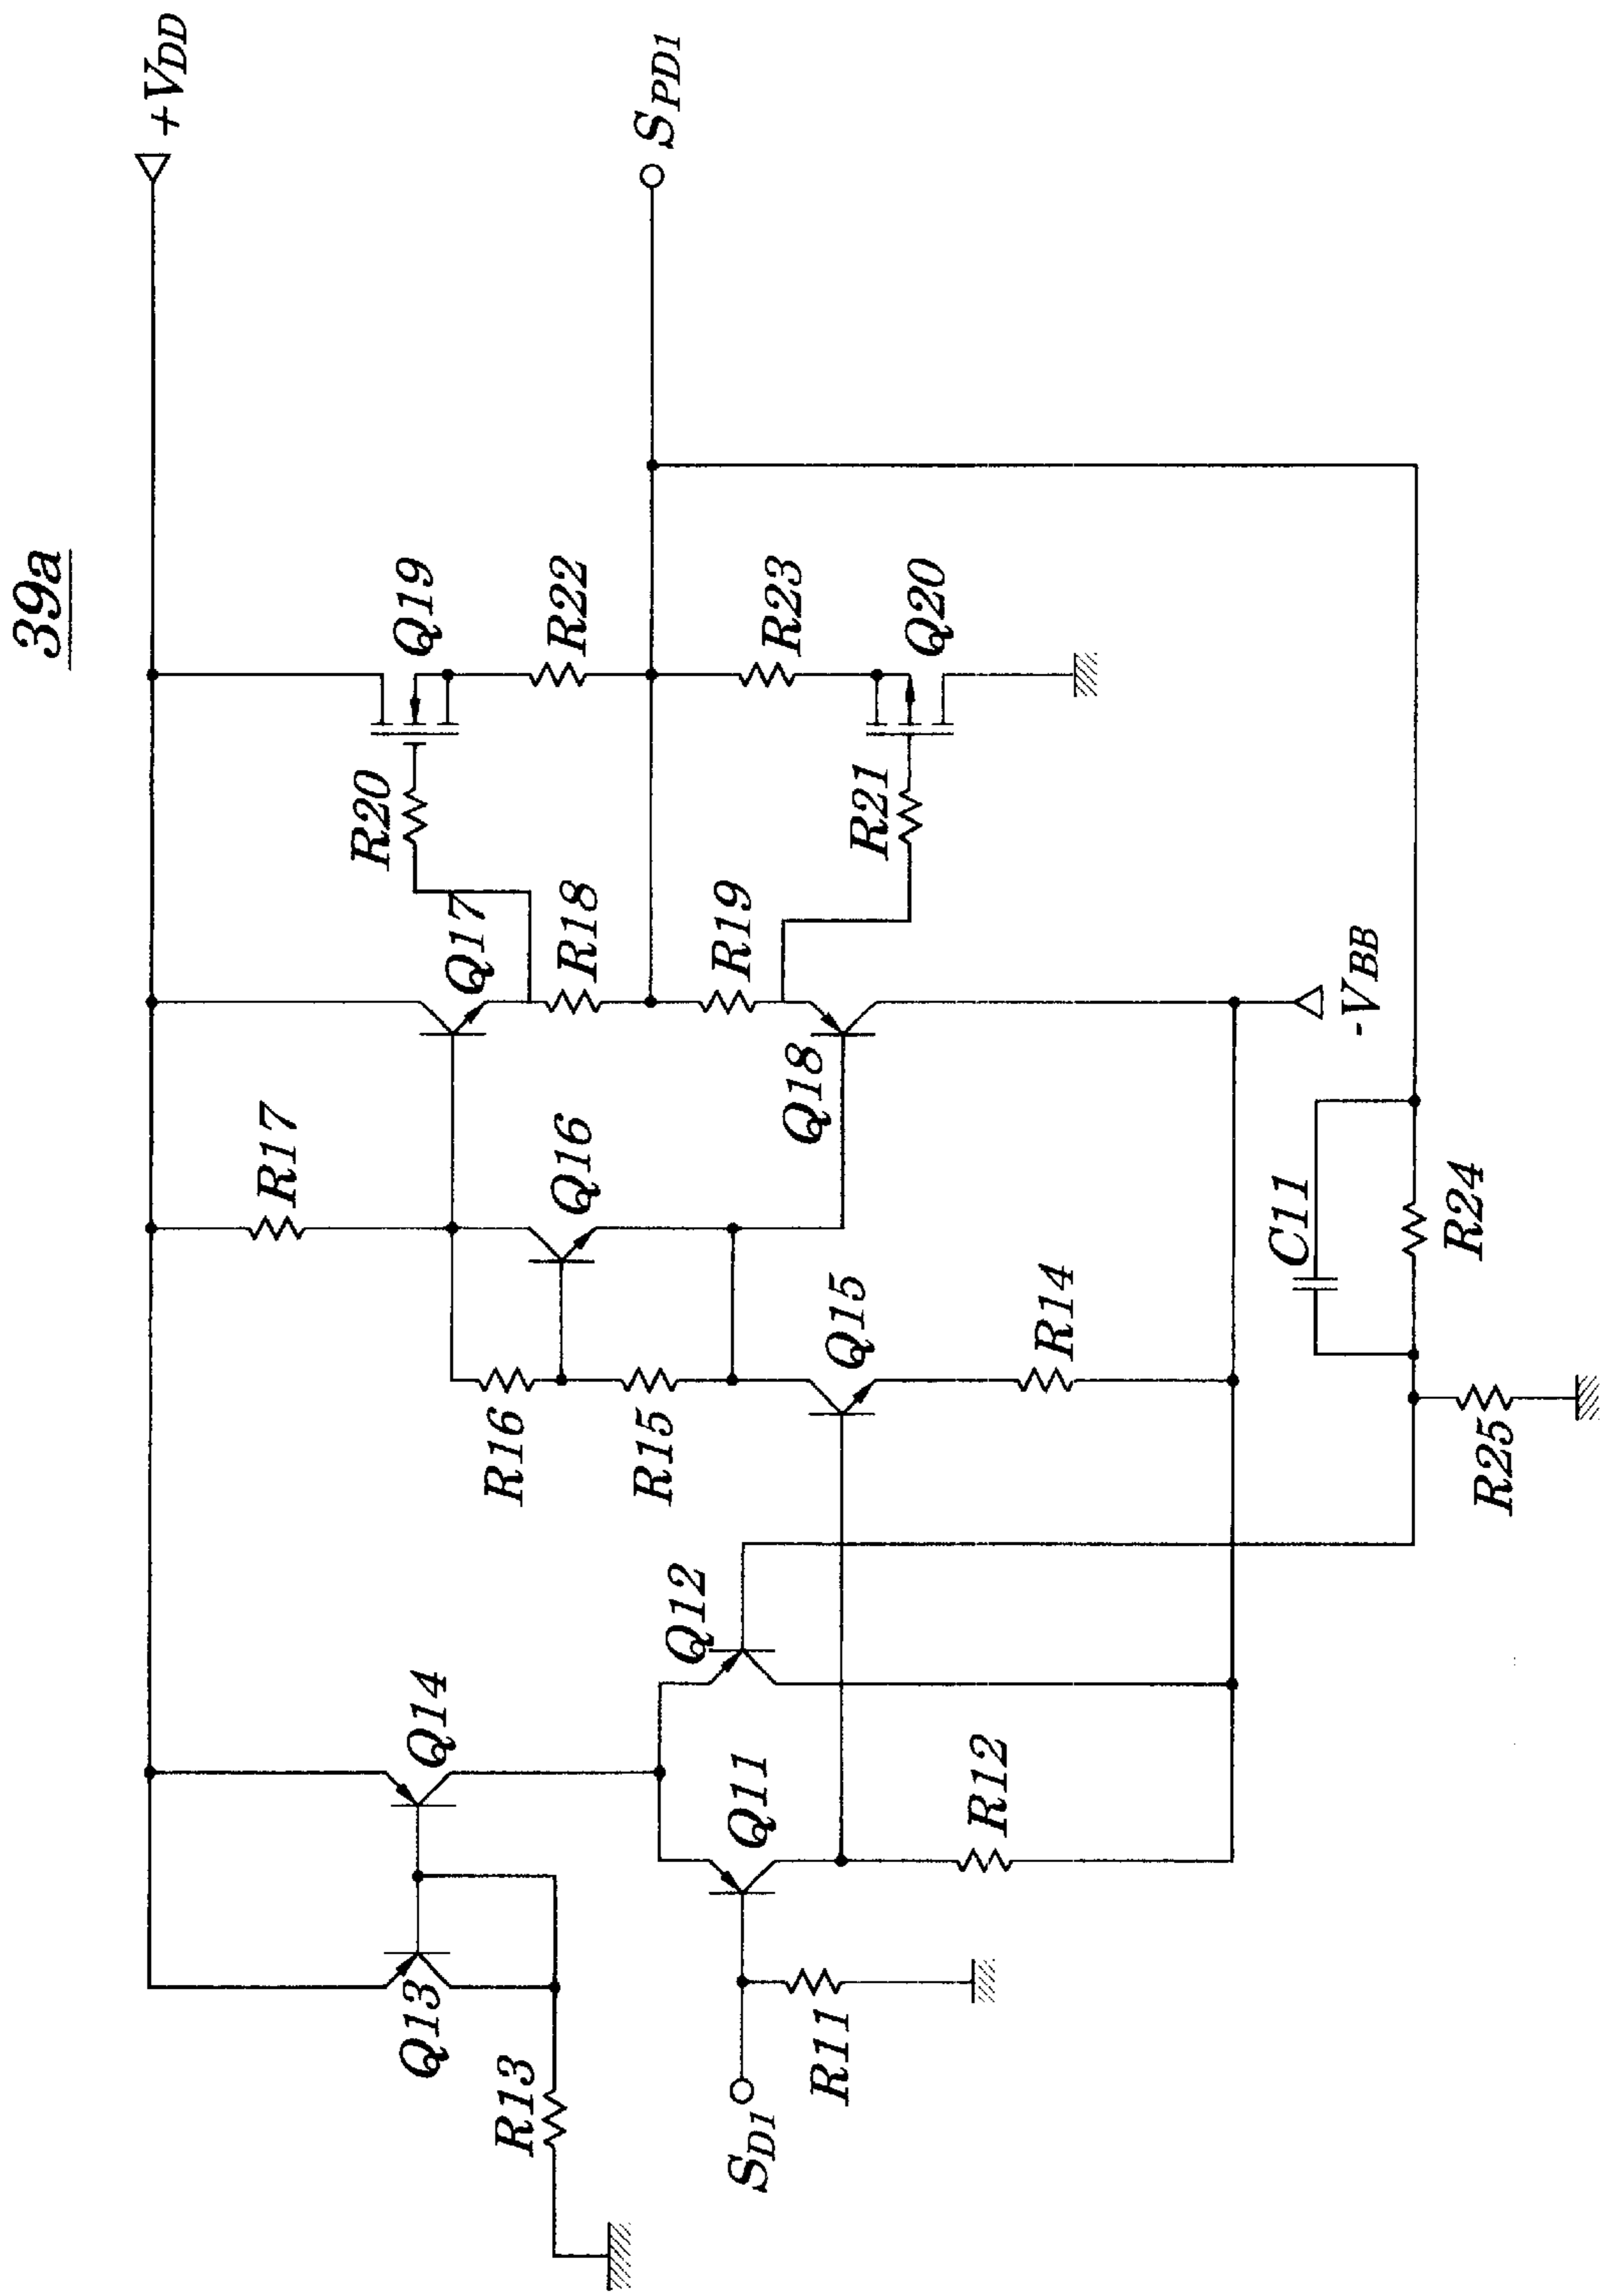 39a
+VDD
Q14
Q13
R13
SD1
R11
Q11
R12
Q12
R17
R16
R15
Q16
Q15
R14
Q17
R18
R19
Q18
-VBB
R20
R21
Q19
R22
R23
Q20
SPD1
C11
R24
R25